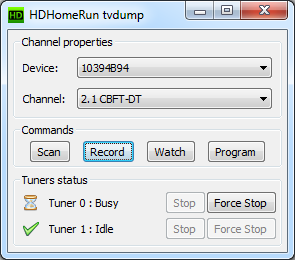 HD HDHomeRun tvdump
Channel properties
Device: 10394B94
Channel: 2.1 CBFT-DT
Commands
Scan Record Watch Program
Tuners status
Tuner 0 : Busy Stop Force Stop
Tuner 1 : Idle Stop Force Stop